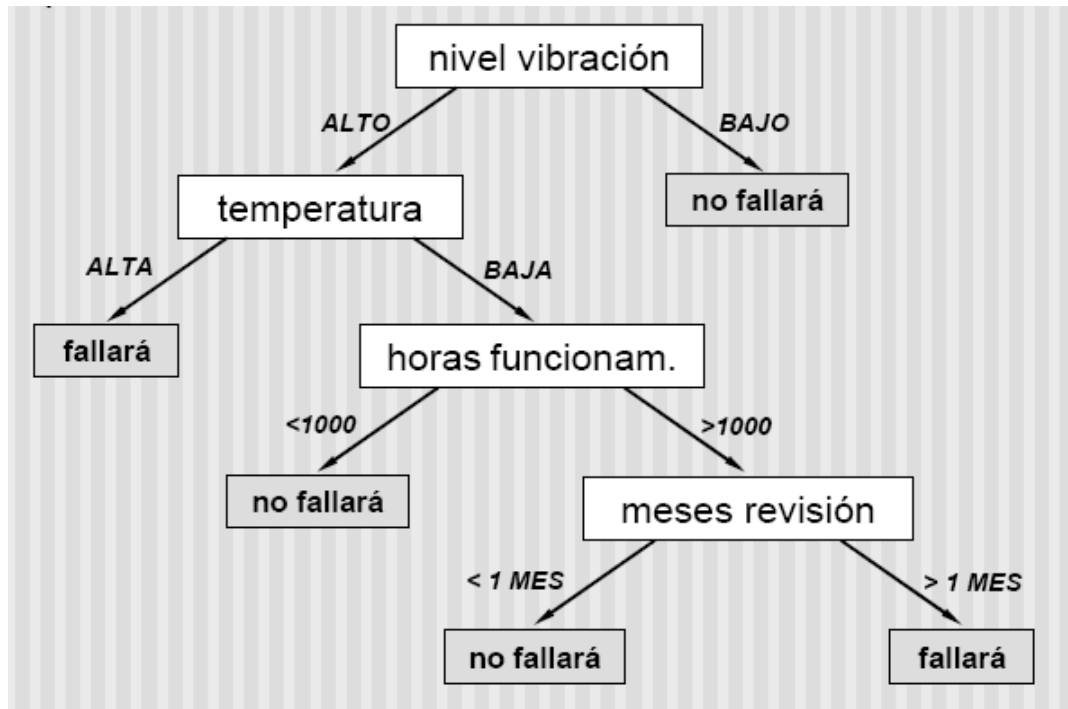 nivel vibración
ALTO
BAJO
temperatura
no fallará
ALTA
BAJA
fallará
horas funcionam.
<1000
>1000
no fallará
meses revisión
< 1 MES
> 1 MES
no fallará
fallará